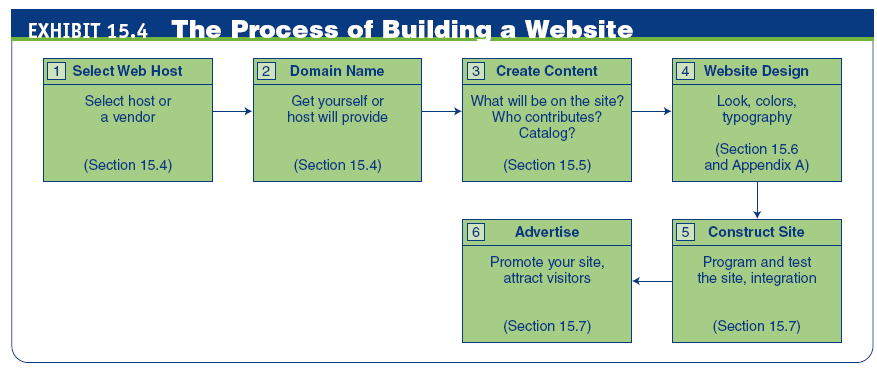 EXHIBIT 15.4 The Process of Building a Website
1 Select Web Host
Select host or
a vendor
(Section 15.4)
2 Domain Name
Get yourself or
host will provide
(Section 15.4)
3 Create Content
What will be on the site?
Who contributes?
Catalog?
(Section 15.5)
4 Website Design
Look, colors,
typography
(Section 15.6
and Appendix A)
5 Construct Site
Program and test
the site, integration
(Section 15.7)
6 Advertise
Promote your site,
attract visitors
(Section 15.7)